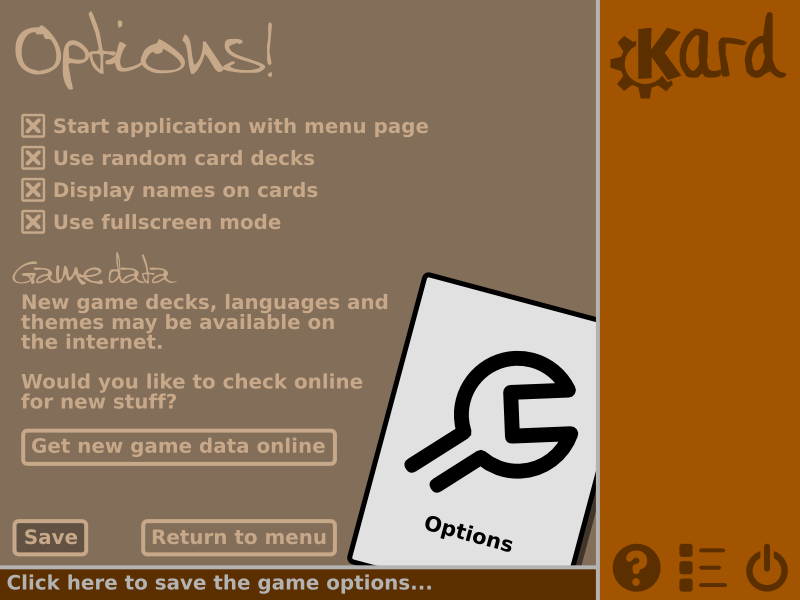 Options!
Kard
Start application with menu page
Use random card decks
Display names on cards
Use fullscreen mode
Game data
New game decks, languages and
themes may be available on
the internet.
Would you like to check online
for new stuff?
Get new game data online
Options
Save
Return to menu
?
Click here to save the game options...